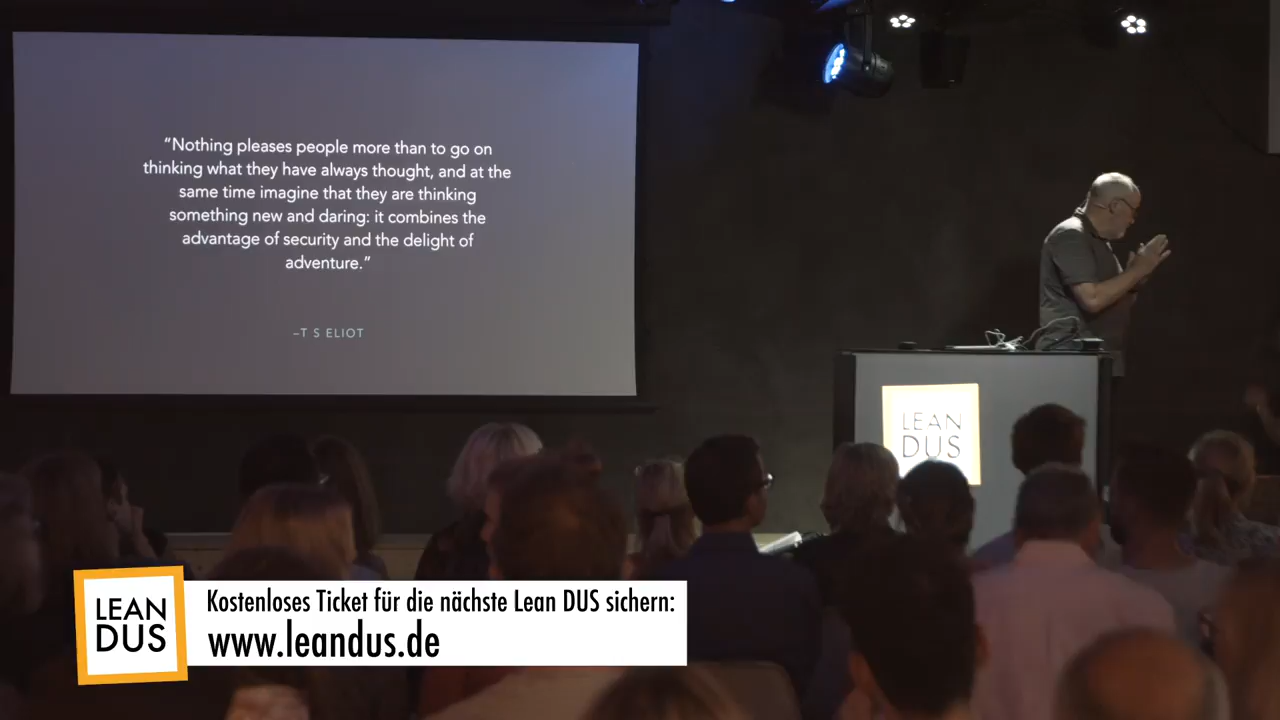 “Nothing pleases people more than to go on
thinking what they have always thought, and at the
same time imagine that they are thinking
something new and daring: it combines the
advantage of security and the delight of
adventure.”
–T S ELIOT
LEAN
DUS
LEAN
DUS
Kostenloses Ticket für die nächste Lean DUS sichern:
www.leandus.de